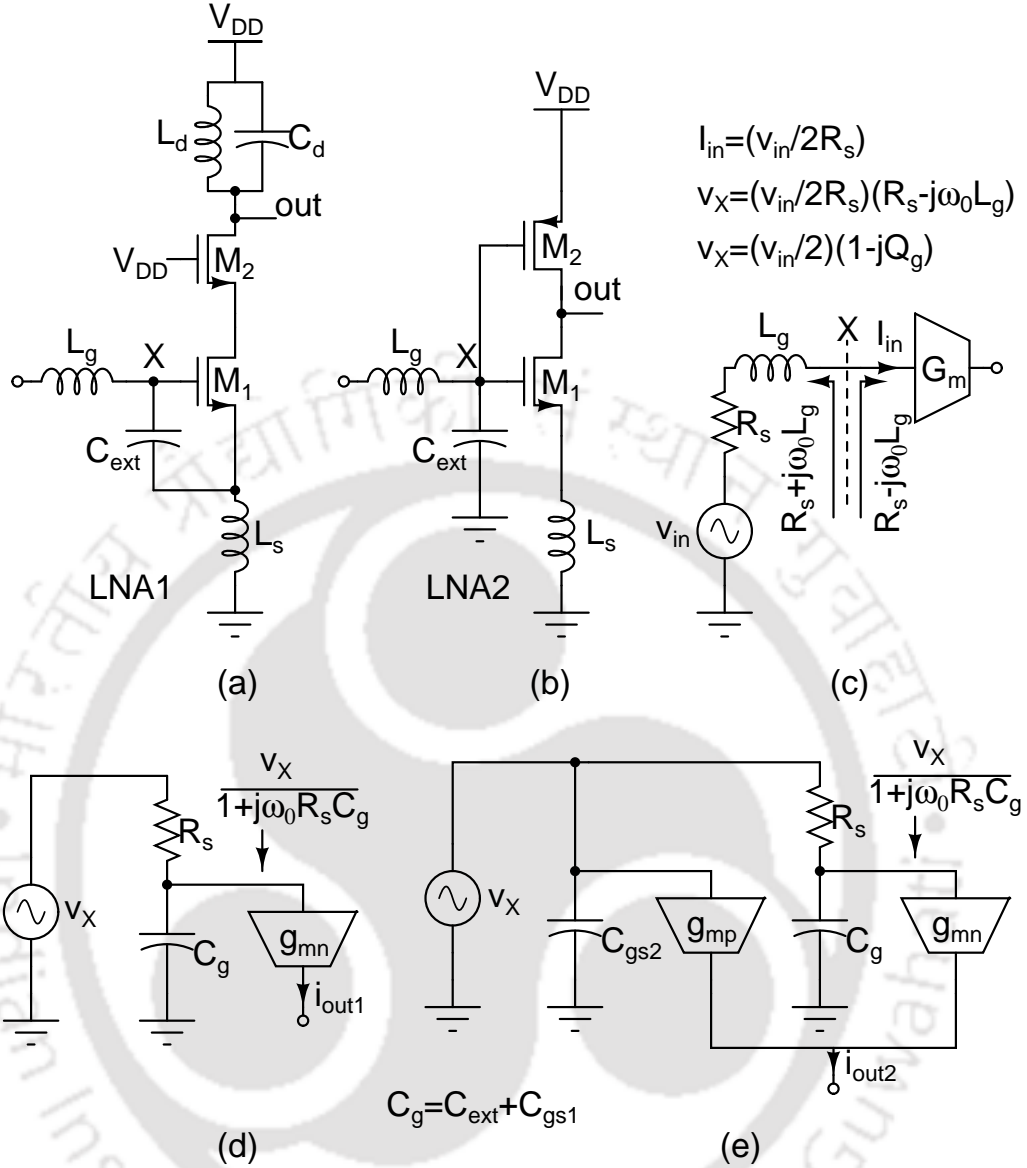 V_DD
L_d
C_d
out
V_DD
M_2
L_g
X
M_1
C_ext
L_s
LNA1
(a)
V_DD
M_2
out
L_g
X
M_1
C_ext
L_s
LNA2
(b)
I_in=(v_in/2R_s)
v_X=(v_in/2R_s)(R_s-jω_0L_g)
v_X=(v_in/2)(1-jQ_g)
L_g
X
I_in
G_m
R_s
R_s+jω_0L_g
R_s-jω_0L_g
v_in
(c)
v_X
1+jω_0R_sC_g
R_s
v_X
C_g
g_mn
i_out1
(d)
v_X
1+jω_0R_sC_g
R_s
v_X
C_gs2
g_mp
C_g
g_mn
i_out2
C_g=C_ext+C_gs1
(e)